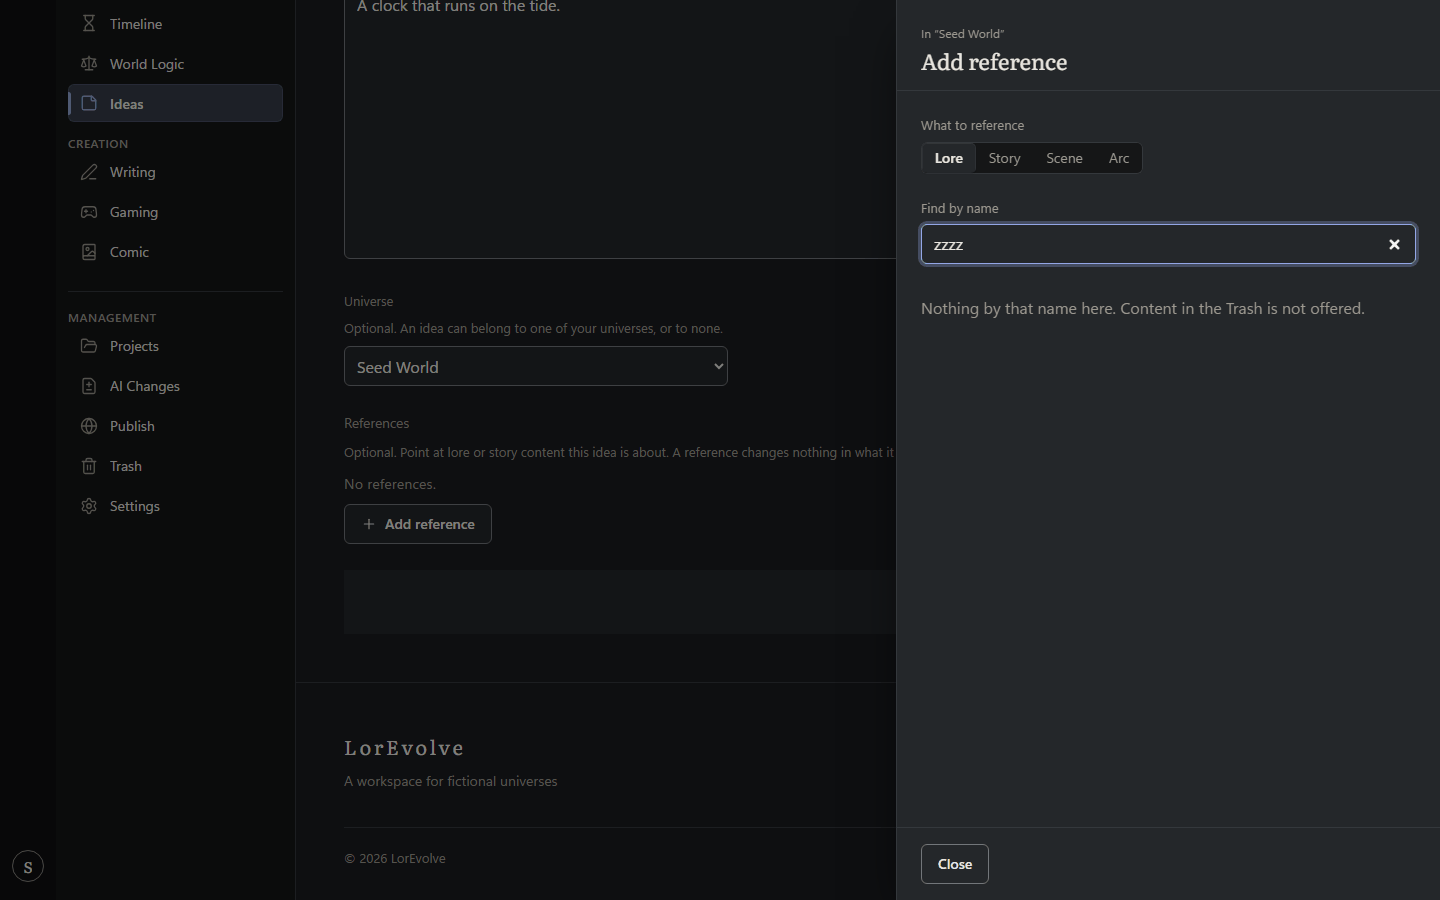 Timeline
World Logic
Ideas
CREATION
Writing
Gaming
Comic
MANAGEMENT
Projects
AI Changes
Publish
Trash
Settings
S
A clock that runs on the tide.
Universe
Optional. An idea can belong to one of your universes, or to none.
Seed World
References
Optional. Point at lore or story content this idea is about. A reference changes nothing in what it
No references.
Add reference
LorEvolve
A workspace for fictional universes
© 2026 LorEvolve
In "Seed World"
Add reference
What to reference
Lore Story Scene Arc
Find by name
zzzz
Nothing by that name here. Content in the Trash is not offered.
Close